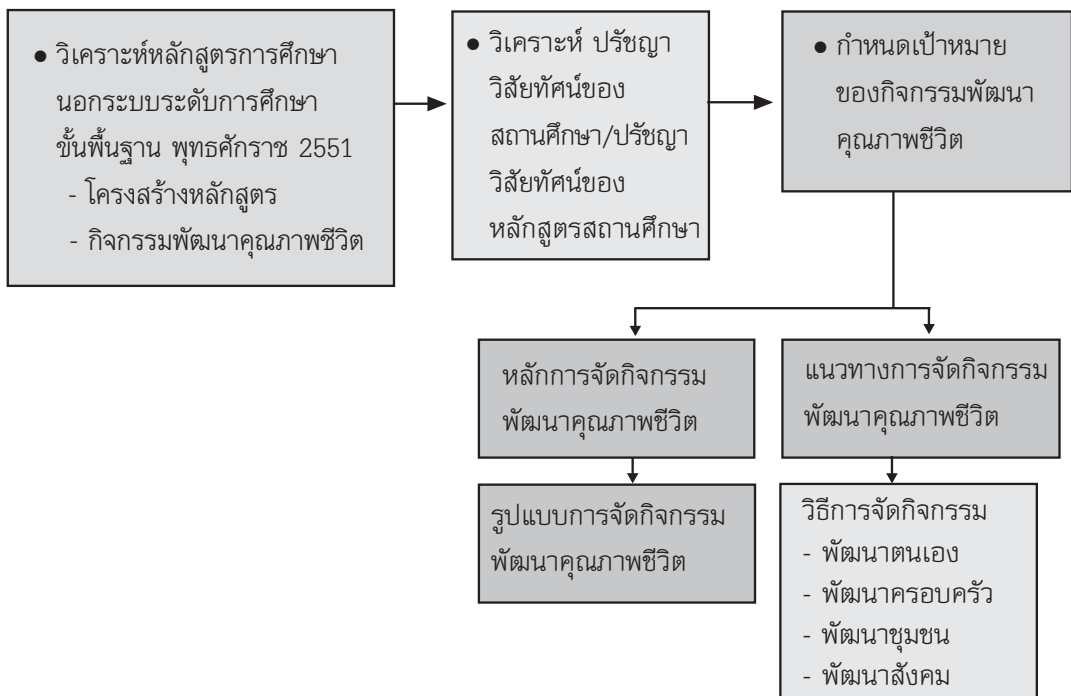 ● วิเคราะห์หลักสูตรการศึกษา
นอกระบบระดับการศึกษา
ขั้นพื้นฐาน พุทธศักราช 2551
- โครงสร้างหลักสูตร
- กิจกรรมพัฒนาคุณภาพชีวิต
● วิเคราะห์ ปรัชญา
วิสัยทัศน์ของ
สถานศึกษา/ปรัชญา
วิสัยทัศน์ของ
หลักสูตรสถานศึกษา
● กำหนดเป้าหมาย
ของกิจกรรมพัฒนา
คุณภาพชีวิต
หลักการจัดกิจกรรม
พัฒนาคุณภาพชีวิต
แนวทางการจัดกิจกรรม
พัฒนาคุณภาพชีวิต
รูปแบบการจัดกิจกรรม
พัฒนาคุณภาพชีวิต
วิธีการจัดกิจกรรม
- พัฒนาตนเอง
- พัฒนาครอบครัว
- พัฒนาชุมชน
- พัฒนาสังคม